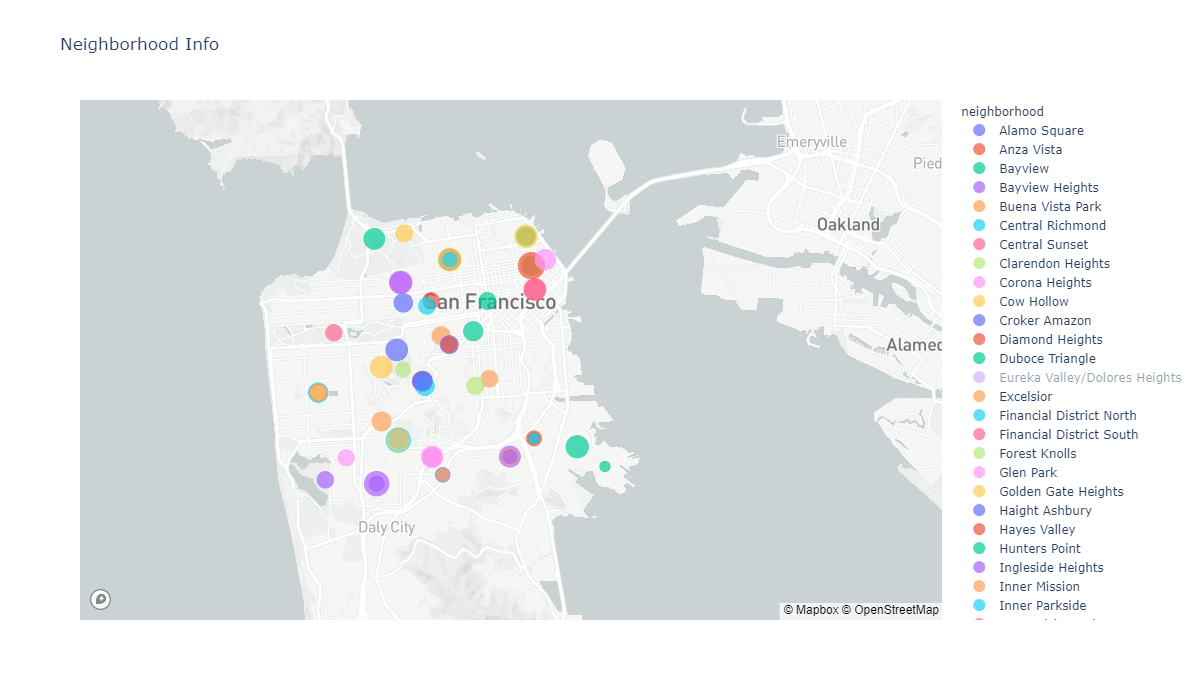 Neighborhood Info
neighborhood
Alamo Square
Anza Vista
Bayview
Bayview Heights
Buena Vista Park
Central Richmond
Central Sunset
Clarendon Heights
Corona Heights
Cow Hollow
Croker Amazon
Diamond Heights
Duboce Triangle
Eureka Valley/Dolores Heights
Excelsior
Financial District North
Financial District South
Forest Knolls
Glen Park
Golden Gate Heights
Haight Ashbury
Hayes Valley
Hunters Point
Ingleside Heights
Inner Mission
Inner Parkside
Emeryville
Pied
Oakland
San Francisco
Alamed
Daly City
© Mapbox © OpenStreetMap